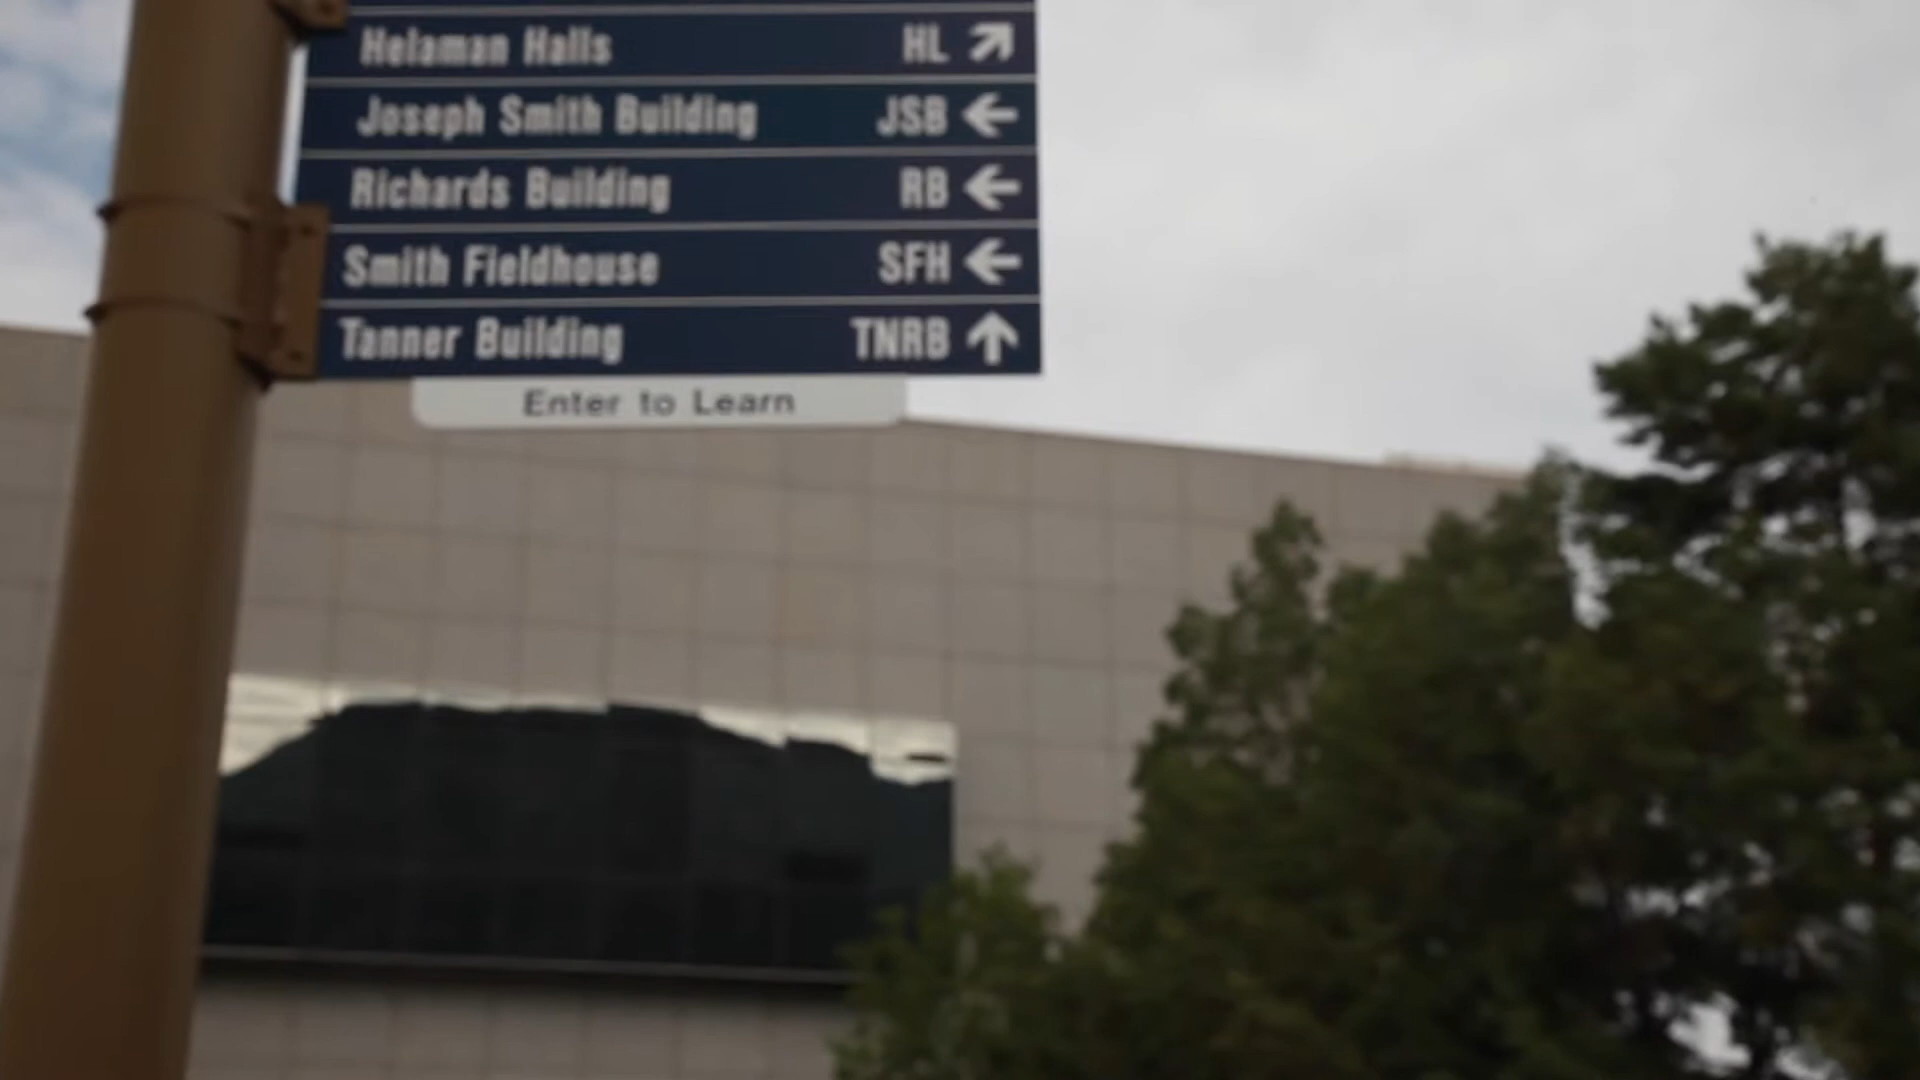 Helaman Halls HL ↗
Joseph Smith Building JSB ←
Richards Building RB ←
Smith Fieldhouse SFH ←
Tanner Building TNRB ↑
Enter to Learn